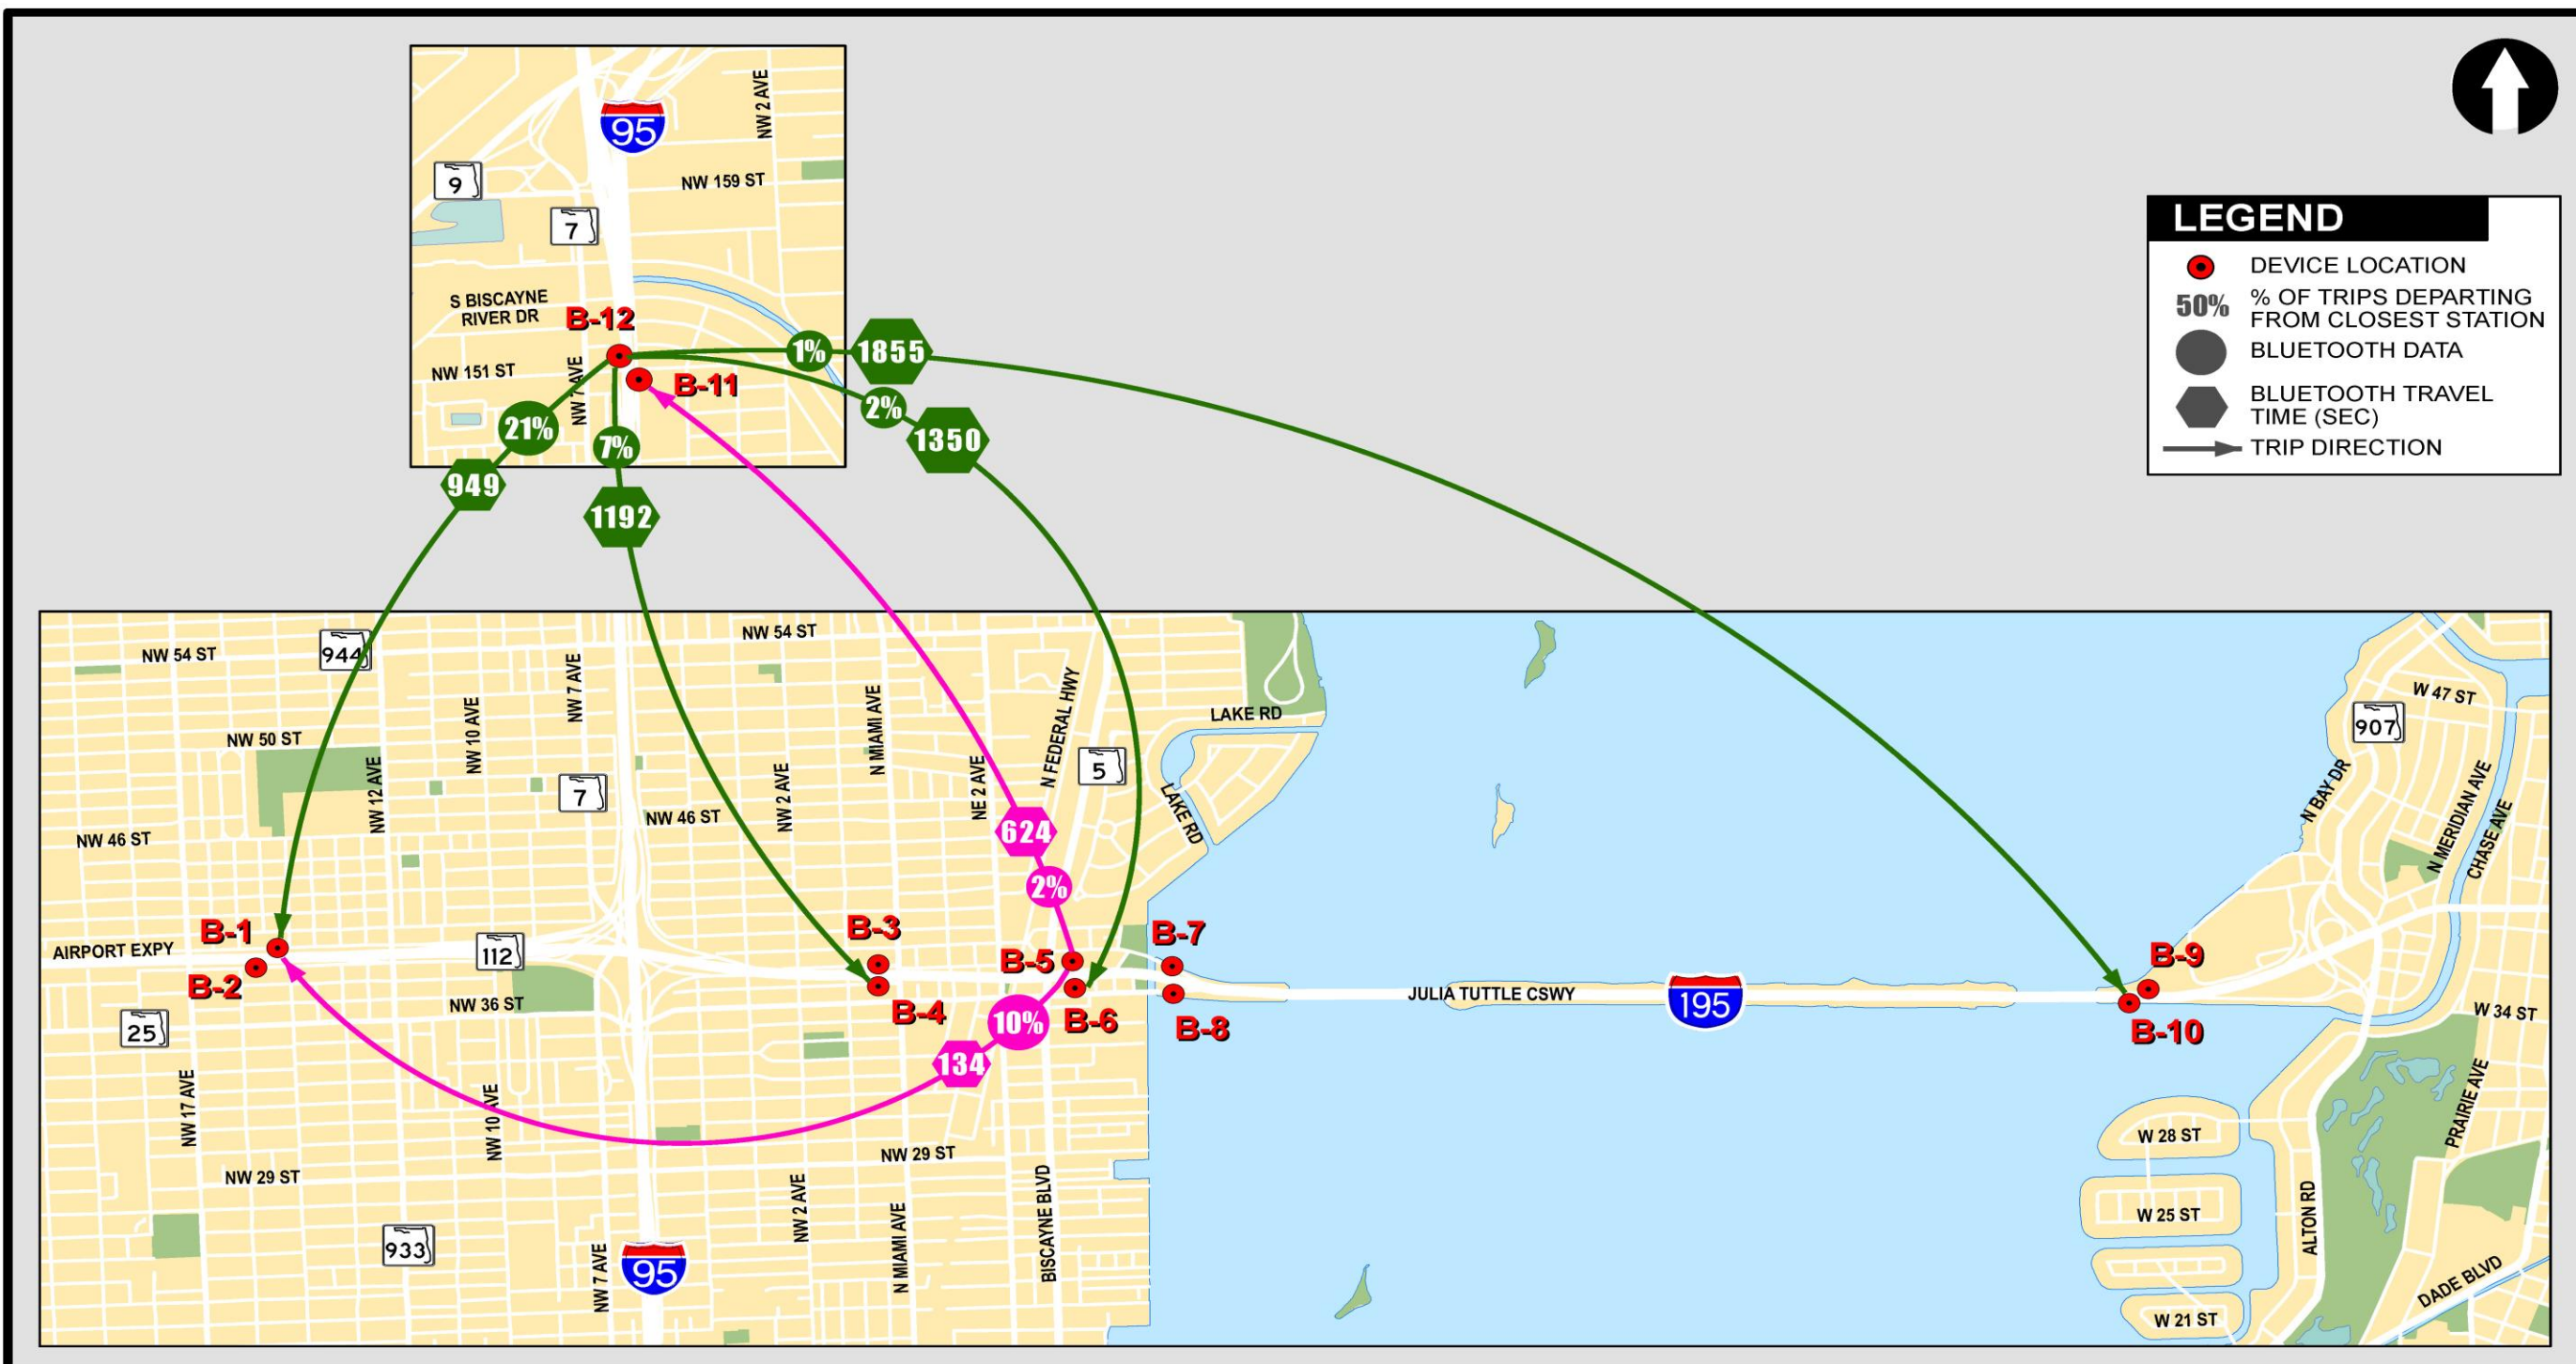 95
NW 2 AVE
9
NW 159 ST
7
S BISCAYNE
RIVER DR
B-12
NW 151 ST
NW 7 AVE
B-11
1%
1855
2%
1350
21%
7%
949
1192
LEGEND
DEVICE LOCATION
50%
% OF TRIPS DEPARTING
FROM CLOSEST STATION
BLUETOOTH DATA
BLUETOOTH TRAVEL
TIME (SEC)
TRIP DIRECTION
NW 54 ST
944
NW 54 ST
NW 7 AVE
N MIAMI AVE
N FEDERAL HWY
LAKE RD
W 47 ST
907
NW 50 ST
NW 10 AVE
5
NW 12 AVE
7
NW 2 AVE
NE 2 AVE
LAKE RD
N BAY DR
N MERIDIAN AVE
CHASE AVE
NW 46 ST
NW 46 ST
624
2%
B-1
AIRPORT EXPY
B-2
112
B-3
B-4
B-5
B-6
B-7
B-8
JULIA TUTTLE CSWY
195
B-9
B-10
NW 36 ST
25
10%
134
W 34 ST
NW 17 AVE
NW 10 AVE
PRAIRIE AVE
W 28 ST
NW 29 ST
NW 29 ST
NW 2 AVE
BISCAYNE BLVD
W 25 ST
ALTON RD
933
NW 7 AVE
95
N MIAMI AVE
DADE BLVD
W 21 ST